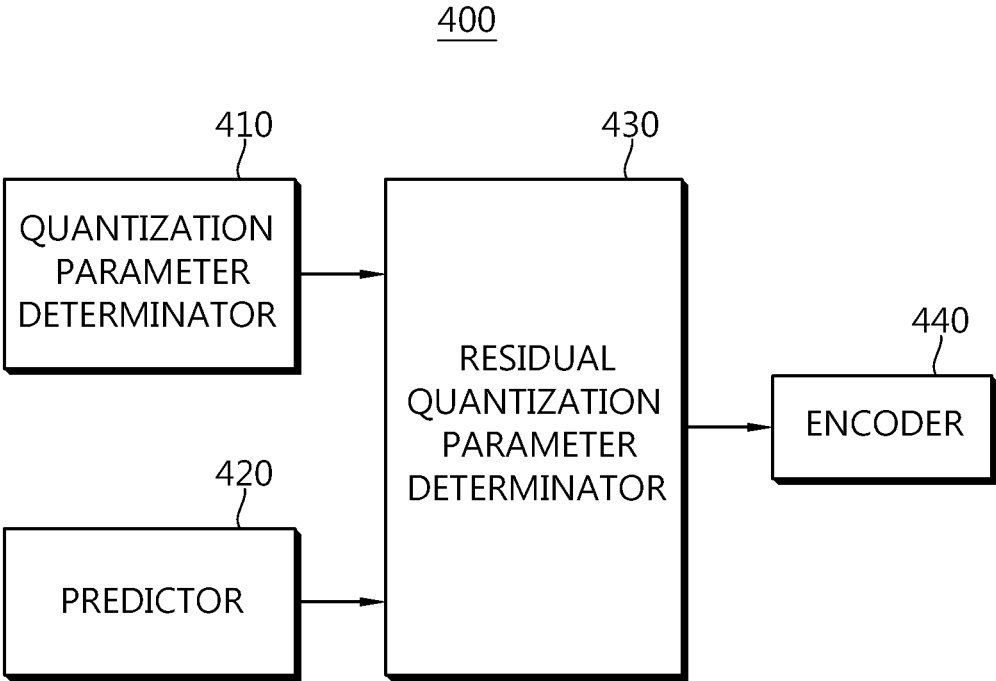 400
410
QUANTIZATION
PARAMETER
DETERMINATOR
420
PREDICTOR
430
RESIDUAL
QUANTIZATION
PARAMETER
DETERMINATOR
440
ENCODER